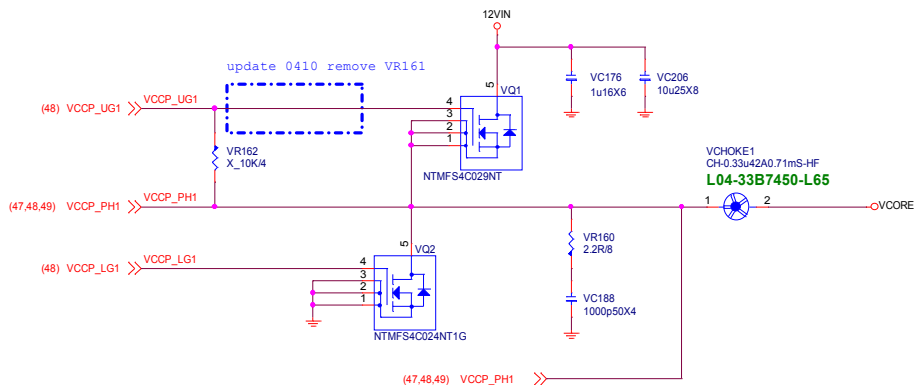 12VIN
update 0410 remove VR161
VC176
1u16X6
VC206
10u25X8
5
VQ1
(48) VCCP_UG1
VCCP_UG1
4
3
2
1
NTMFS4C029NT
VR162
X_10K/4
VCHOKE1
CH-0.33u42A0.71mS-HF
L04-33B7450-L65
(47,48,49) VCCP_PH1
VCCP_PH1
1
2
VCORE
5
VQ2
VR160
2.2R/8
(48) VCCP_LG1
VCCP_LG1
4
3
2
1
NTMFS4C024NT1G
VC188
1000p50X4
(47,48,49) VCCP_PH1